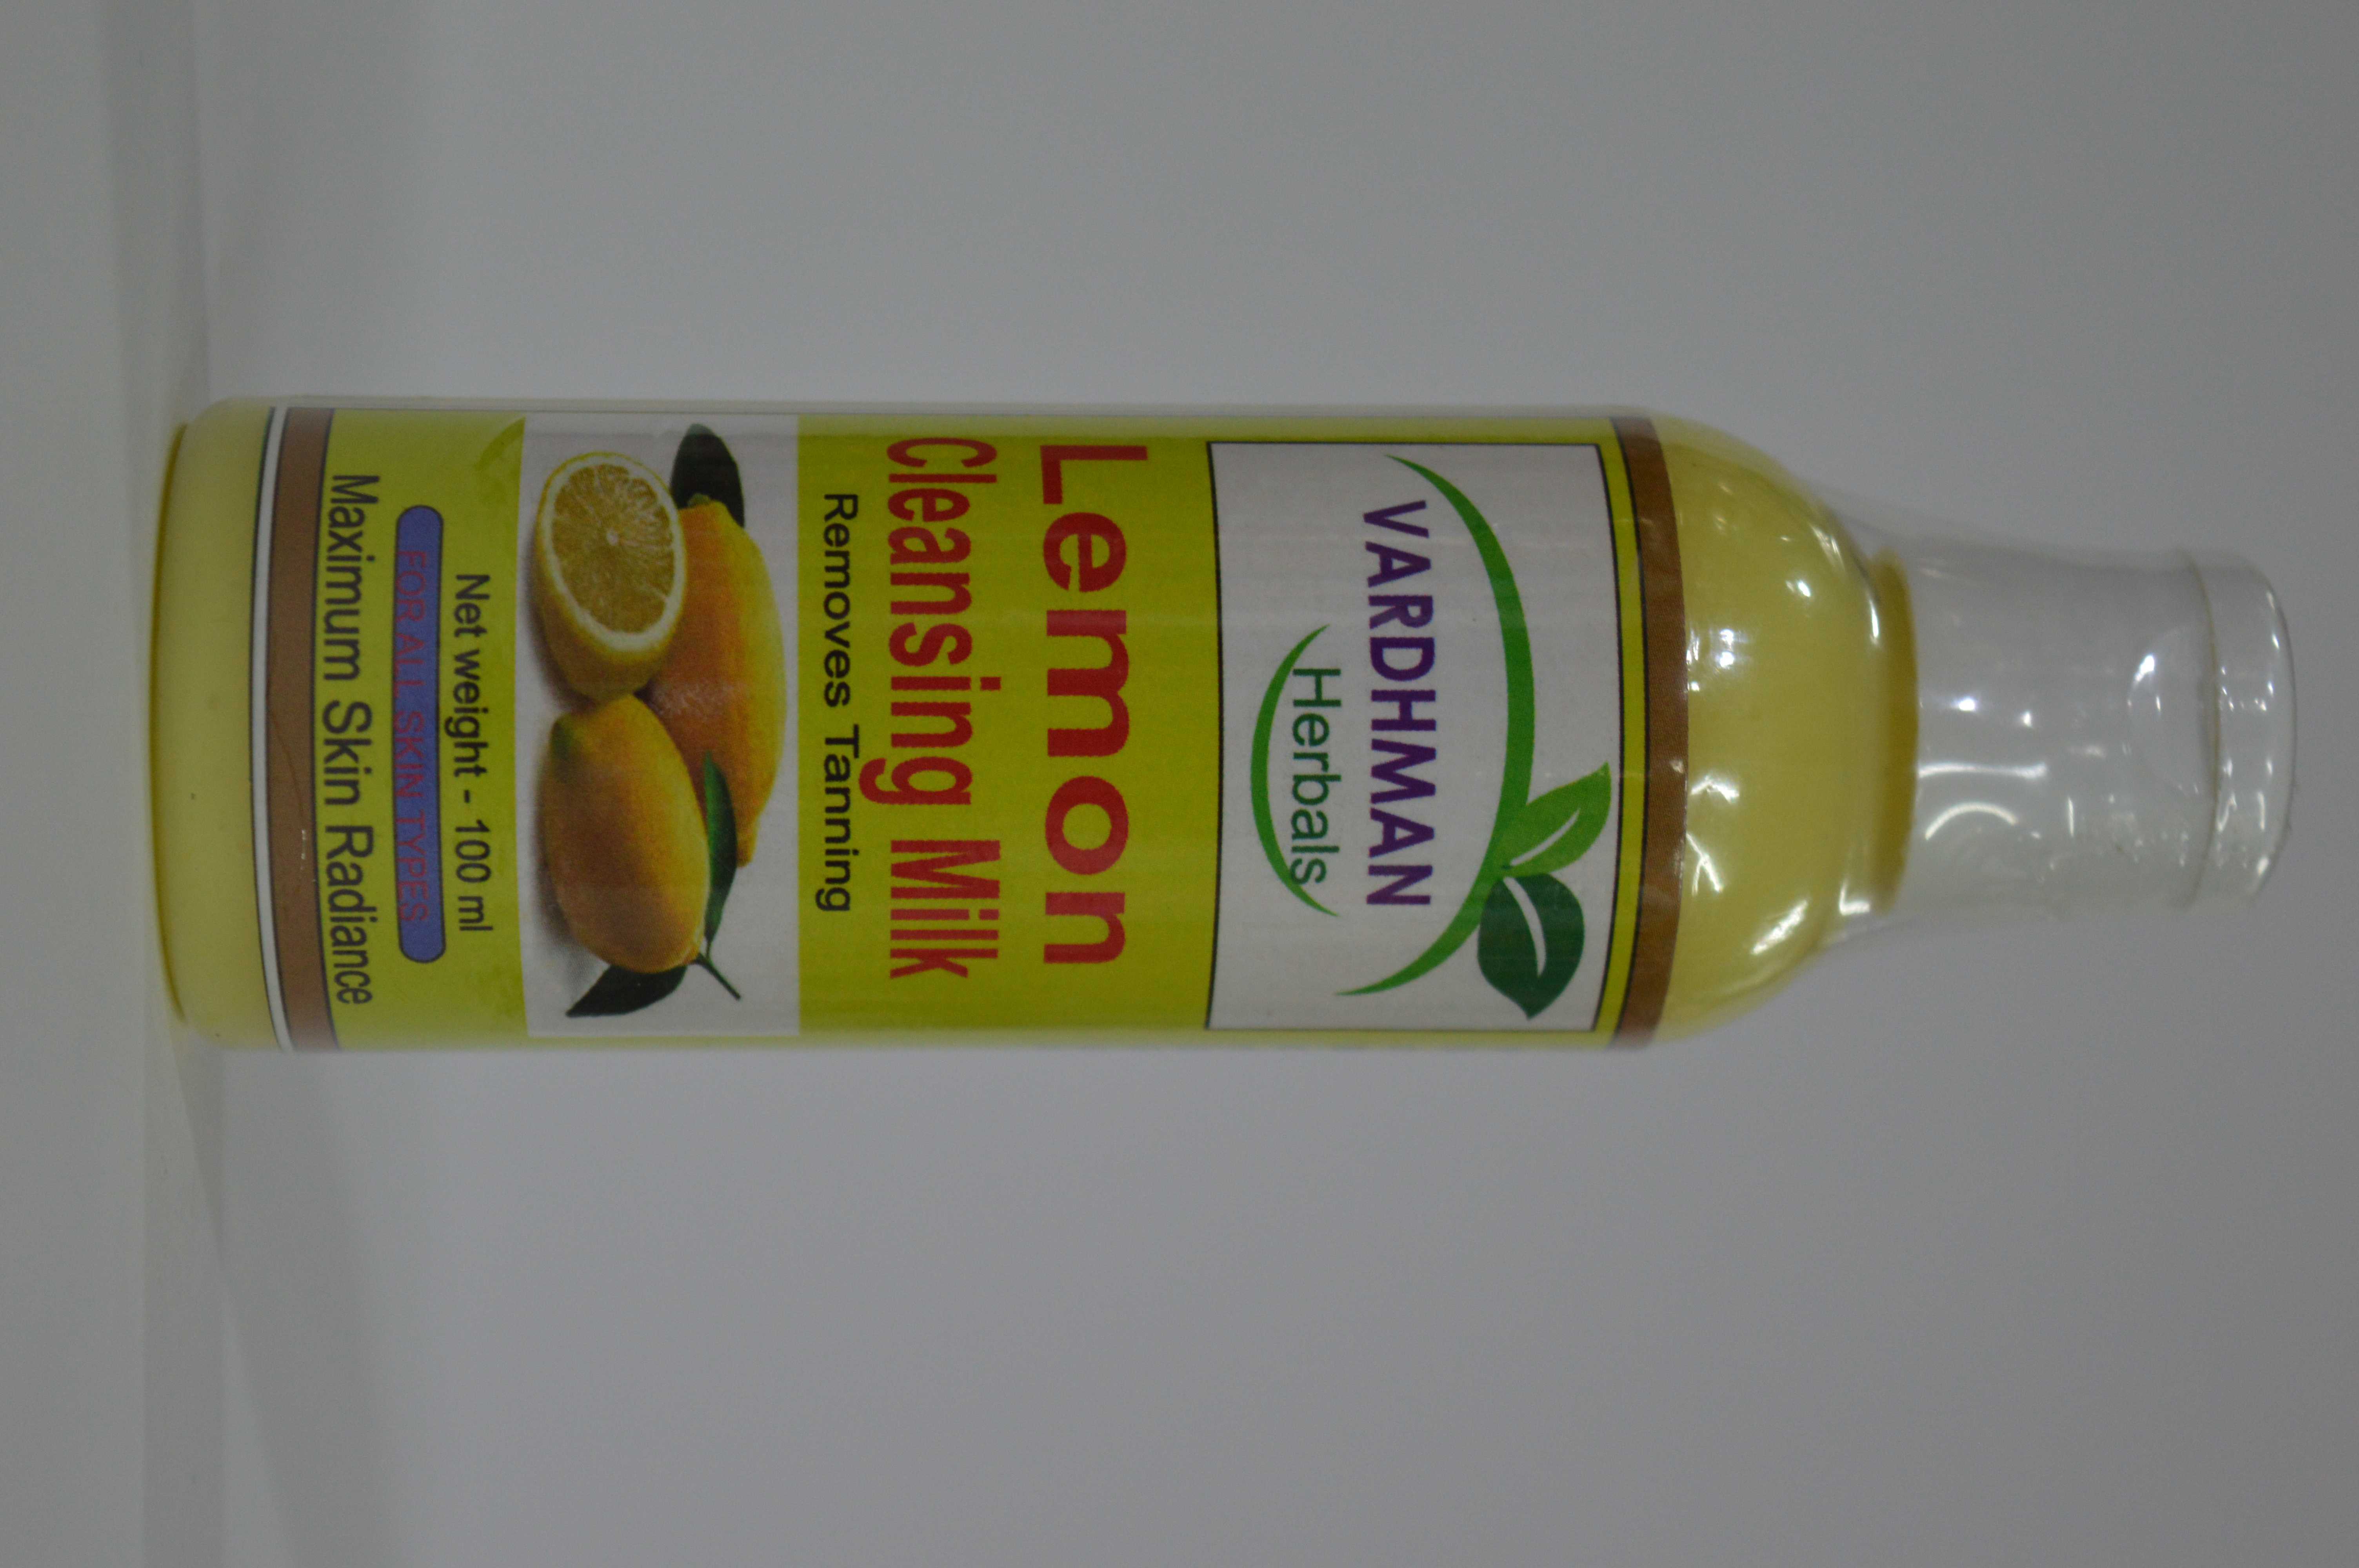 VARDHMAN
Herbals
Lemon
Cleansing Milk
Removes Tanning
Net weight - 100 ml
FOR ALL SKIN TYPES
Maximum Skin Radiance